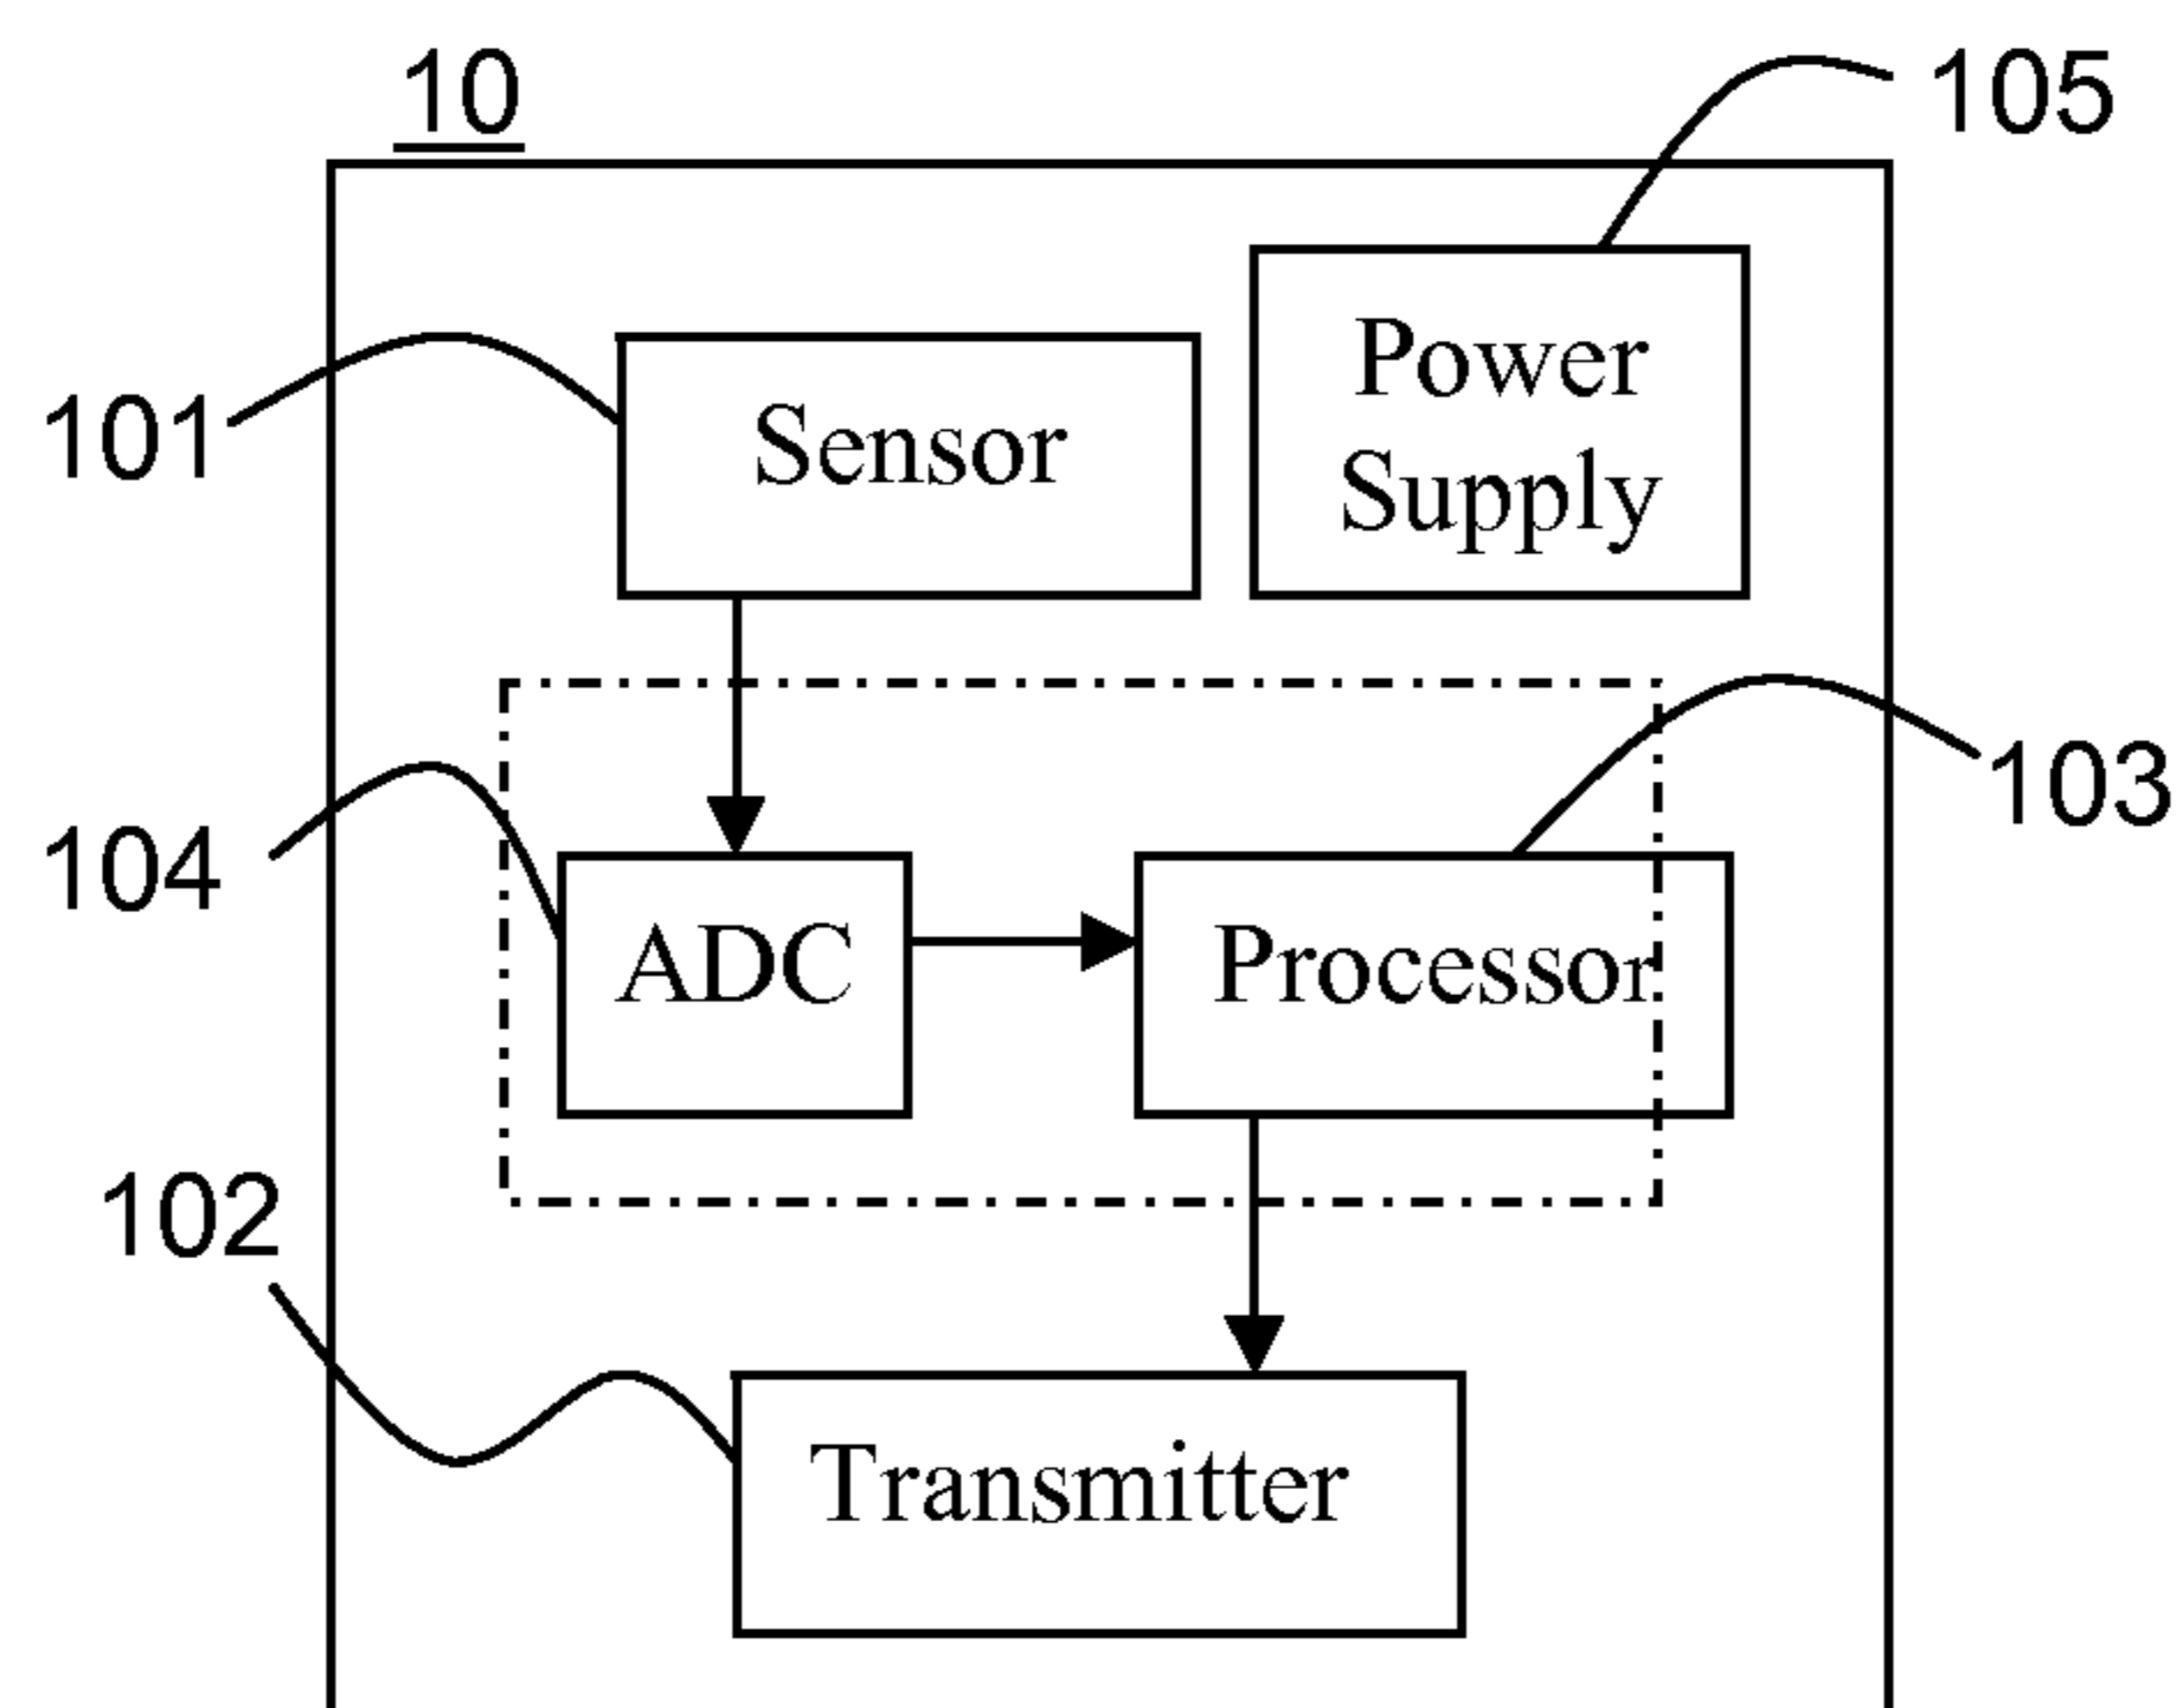 10
105
101
Sensor
Power
Supply
103
104
ADC
Processor
102
Transmitter